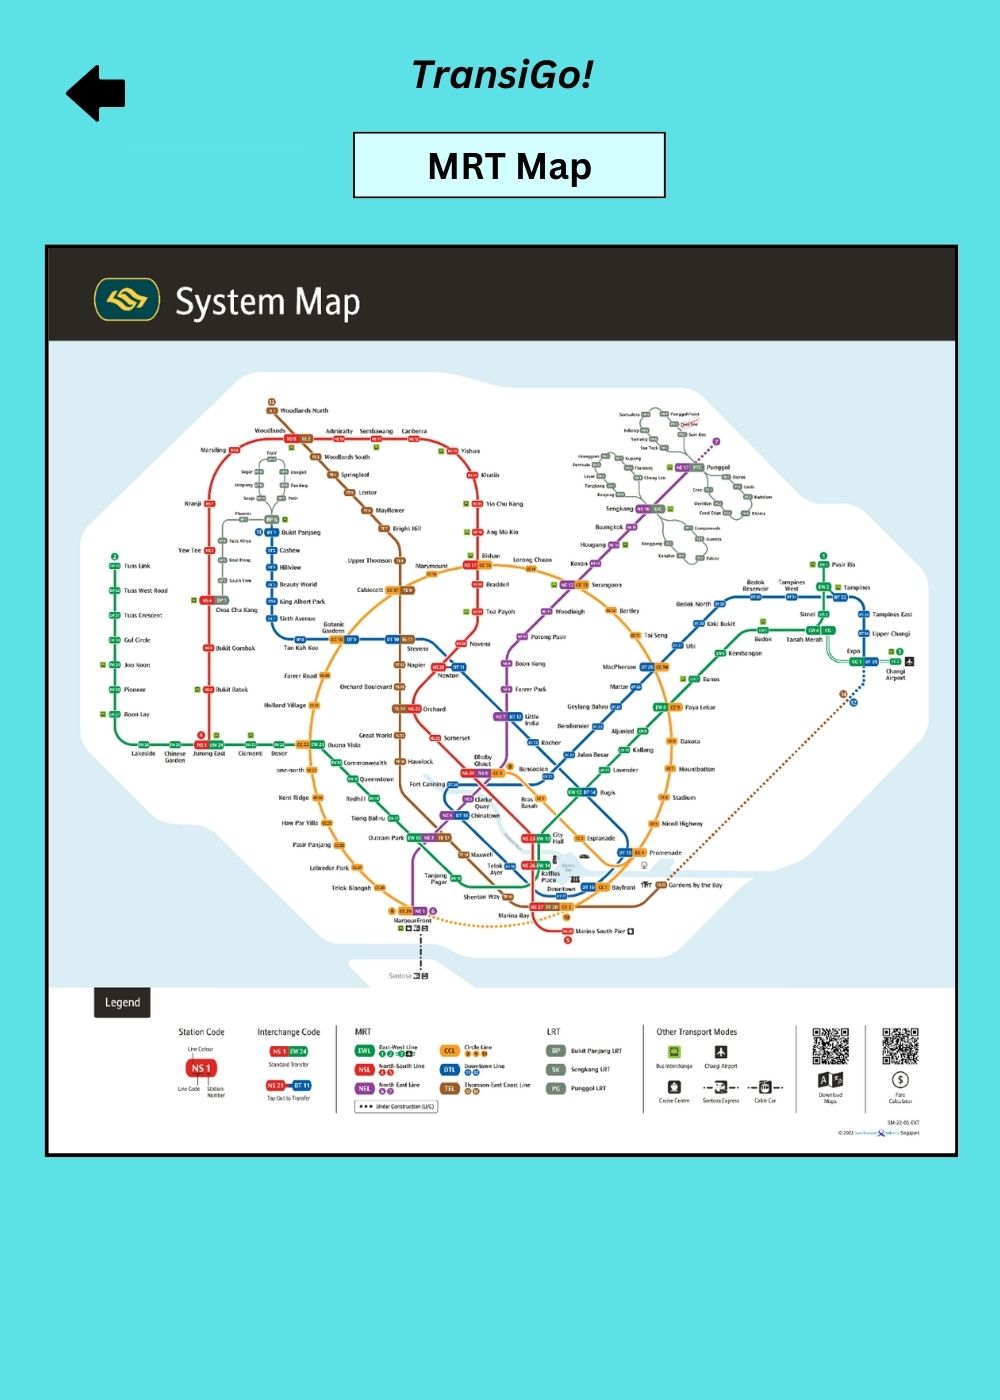 TransiGo!
MRT Map
System Map
Woodlands North
Woodlands
NS 9
TE 2
Admiralty
Sembawang
Canberra
Marsiling
Yishun
Woodlands South
Springleaf
Khatib
Lentor
Kranji
Yio Chu Kang
Mayflower
Bright Hill
Ang Mo Kio
Bukit Panjang
Cashew
Yew Tee
Hillview
Upper Thomson
Bishan
Marymount
Lorong Chuan
Caldecott
Braddell
Beauty World
King Albert Park
Choa Chu Kang
Sixth Avenue
Toa Payoh
Botanic
Gardens
Tan Kah Kee
Stevens
Novena
Bukit Gombak
Napier
Newton
Farrer Road
Orchard Boulevard
Bukit Batok
Holland Village
Orchard
Great World
Somerset
Punggol Point
Sam Kee
Punggol
Cheng Lim
Sengkang
Buangkok
Hougang
Kovan
Serangoon
Woodleigh
Bartley
Potong Pasir
Tai Seng
Boon Keng
MacPherson
Ubi
Farrer Park
Mattar
Eunos
Little
India
Geylang Bahru
Paya Lebar
Bendemeer
Aljunied
Rochor
Jalan Besar
Kallang
Dakota
Lavender
Mountbatten
Bugis
Stadium
Nicoll Highway
Pasir Ris
Bedok
Reservoir
Tampines
West
Tampines
Bedok North
Kaki Bukit
Simei
Tampines East
Bedok
Tanah Merah
Upper Changi
Kembangan
Expo
Changi
Airport
Tuas Link
Tuas West Road
Tuas Crescent
Gul Circle
Joo Koon
Pioneer
Boon Lay
Lakeside
Chinese
Garden
Jurong East
Clementi
Dover
Buona Vista
Commonwealth
one-north
Queenstown
Kent Ridge
Redhill
Haw Par Villa
Tiong Bahru
Pasir Panjang
Outram Park
Labrador Park
Telok Blangah
HarbourFront
Sentosa
Havelock
Dhoby
Ghaut
Bencoolen
Fort Canning
Clarke
Quay
Chinatown
Bras
Basah
City
Hall
Esplanade
Promenade
Maxwell
Telok
Ayer
Raffles
Place
Tanjong
Pagar
Downtown
Bayfront
Gardens by the Bay
Shenton Way
Marina Bay
Marina South Pier
Legend
Station Code
Line Colour
NS 1
Line Code
Station
Number
Interchange Code
NS 1 EW 24
Standard Transfer
NS 21 DT 11
Tap Out to Transfer
MRT
EWL East-West Line
NSL North-South Line
NEL North East Line
CCL Circle Line
DTL Downtown Line
TEL Thomson-East Coast Line
Under Construction (U/C)
LRT
BP Bukit Panjang LRT
SK Sengkang LRT
PG Punggol LRT
Other Transport Modes
Bus Interchange
Changi Airport
Cruise Centre
Sentosa Express
Cable Car
Download
Maps
Fare
Calculator
SM-22-01-EXT